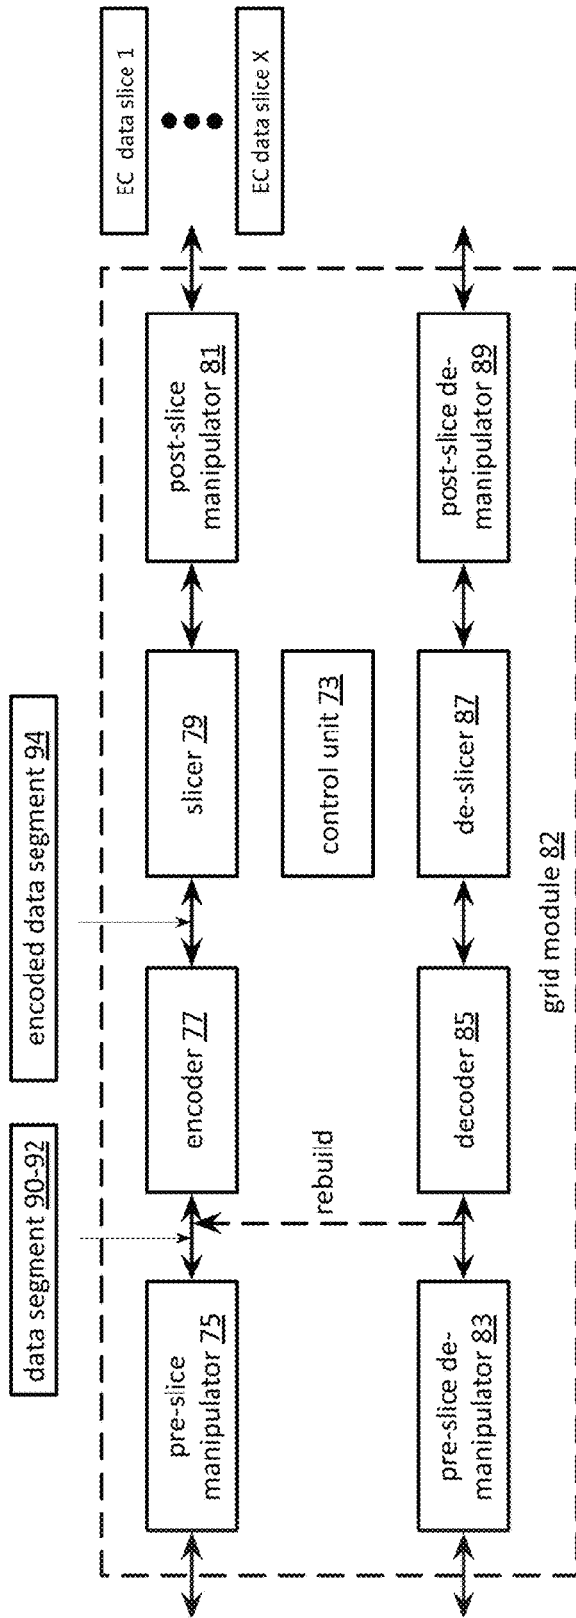 data segment 90-92
encoded data segment 94
EC data slice 1
EC data slice X
pre-slice
manipulator 75
encoder 77
slicer 79
post-slice
manipulator 81
rebuild
control unit 73
pre-slice de-
manipulator 83
decoder 85
de-slicer 87
post-slice de-
manipulator 89
grid module 82